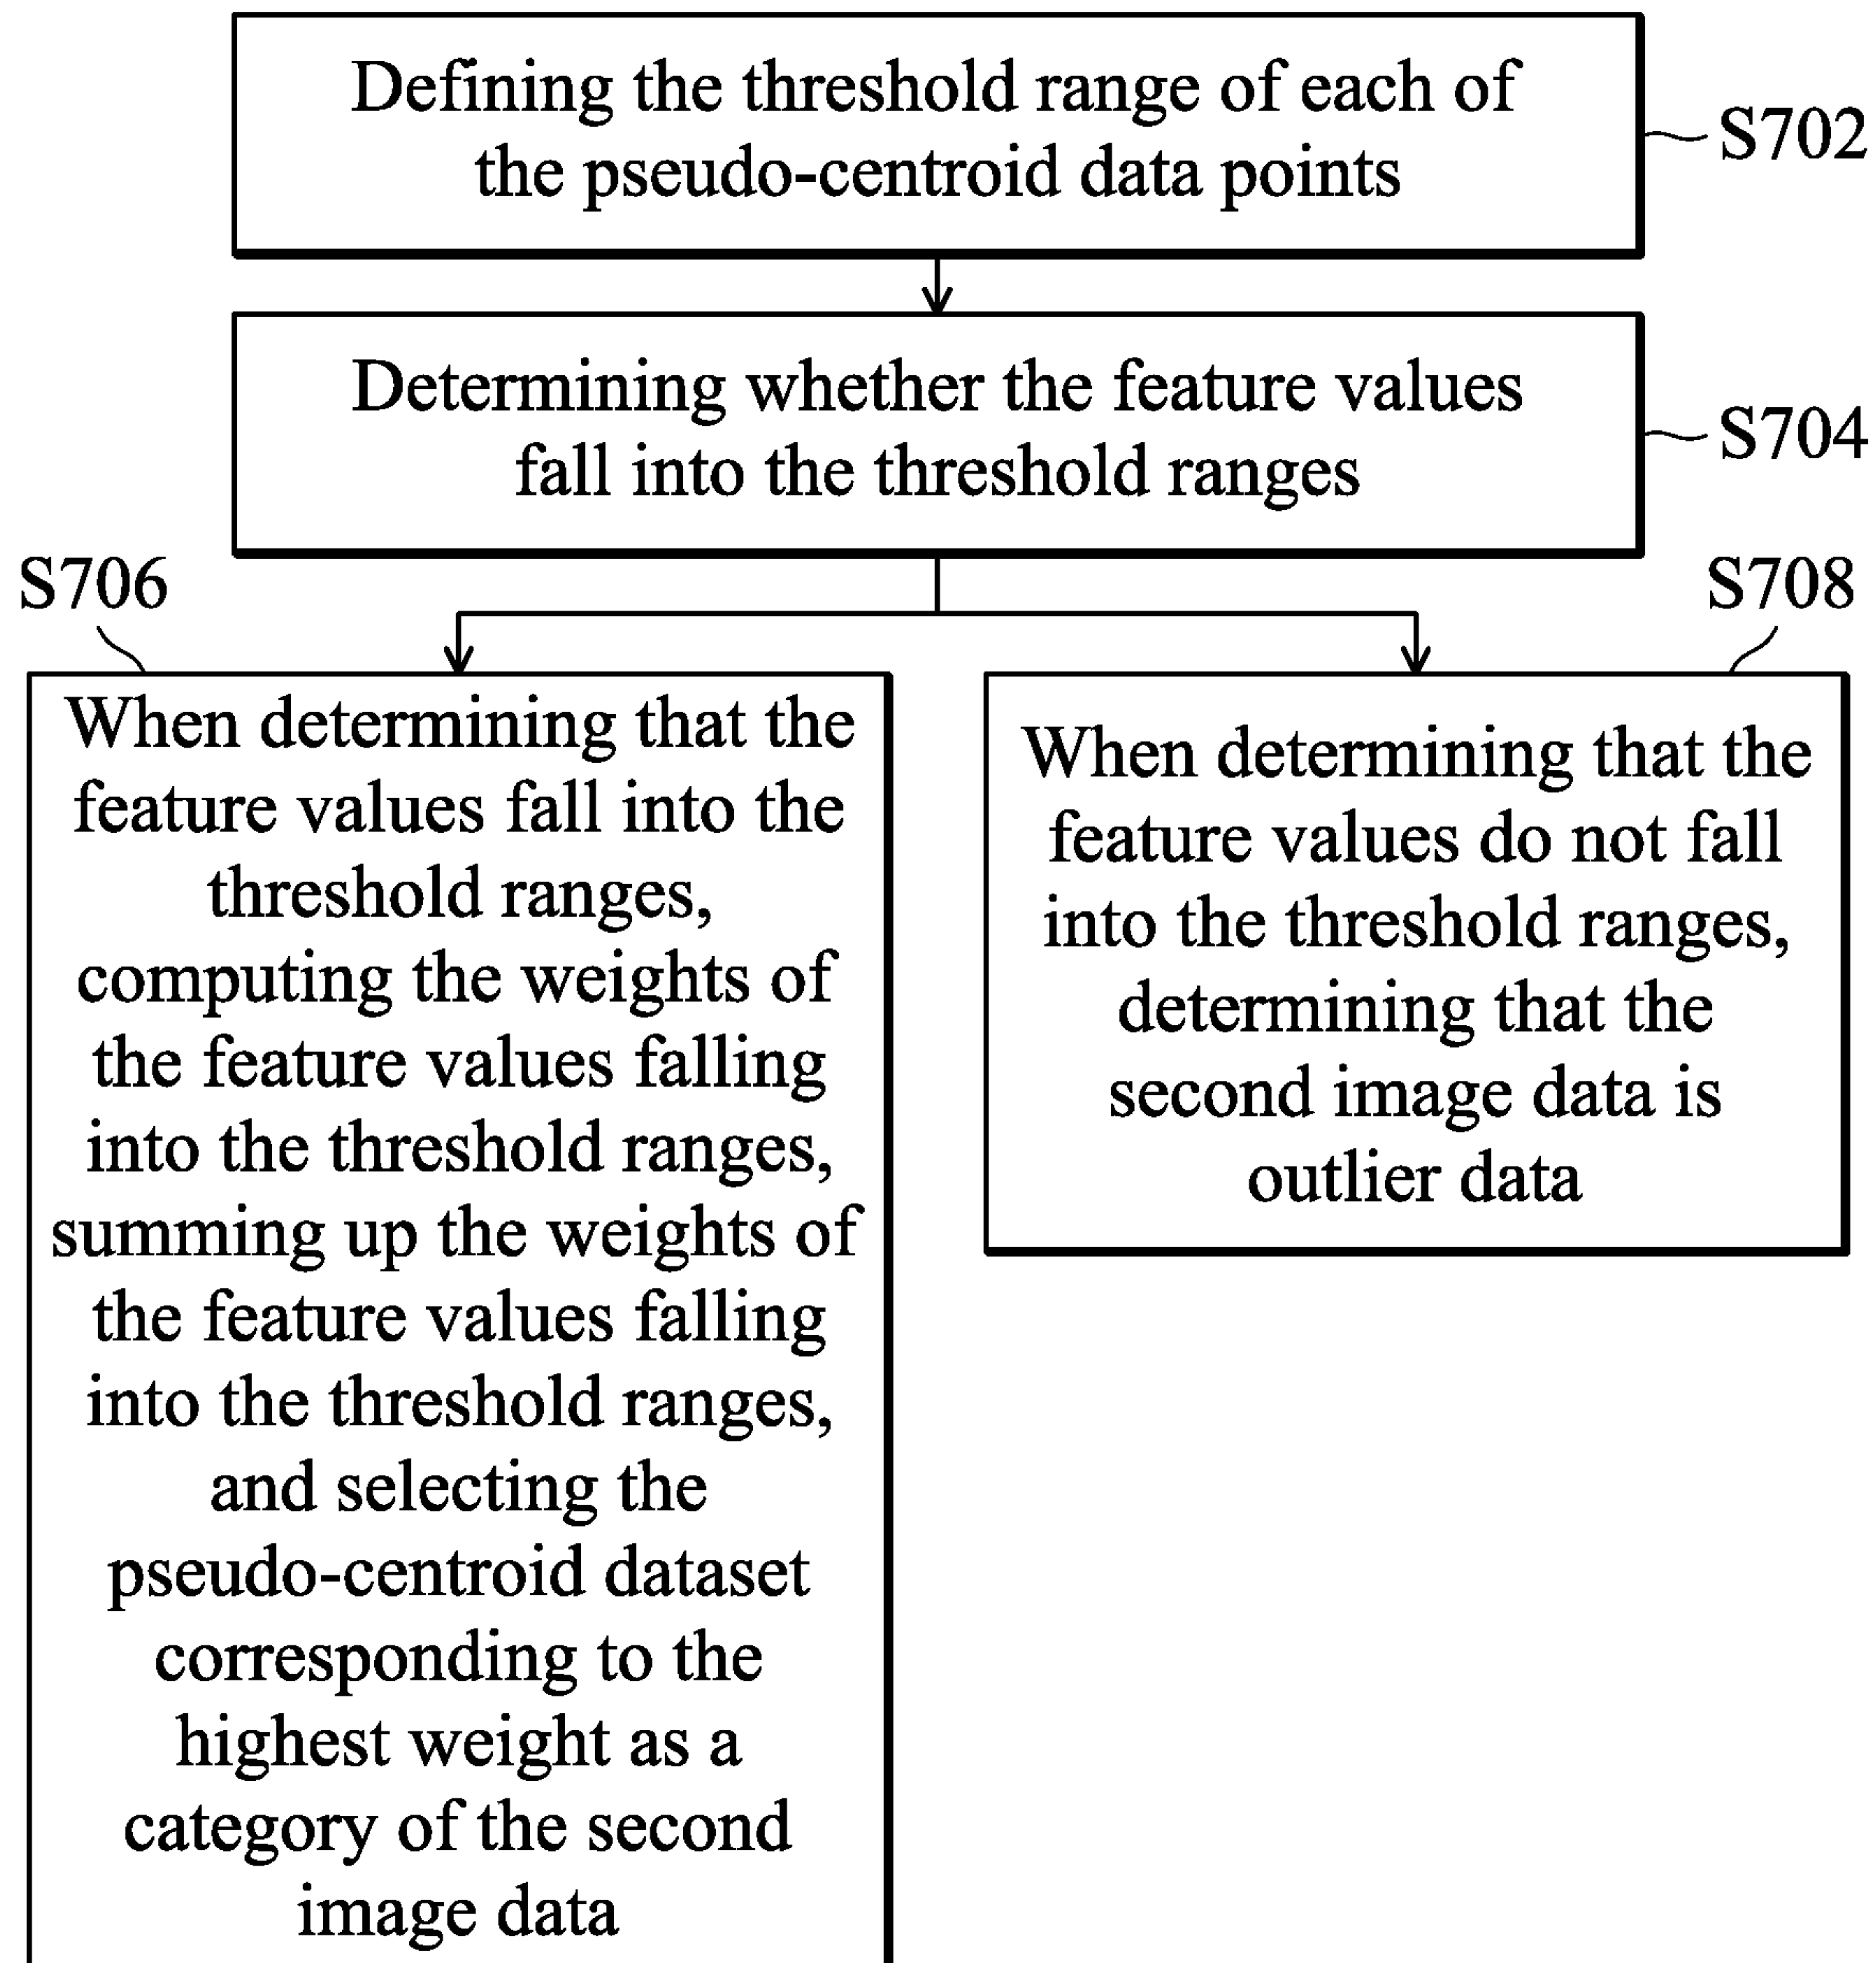 Defining the threshold range of each of
the pseudo-centroid data points
S702
Determining whether the feature values
fall into the threshold ranges
S704
S706
When determining that the
feature values fall into the
threshold ranges,
computing the weights of
the feature values falling
into the threshold ranges,
summing up the weights of
the feature values falling
into the threshold ranges,
and selecting the
pseudo-centroid dataset
corresponding to the
highest weight as a
category of the second
image data
S708
When determining that the
feature values do not fall
into the threshold ranges,
determining that the
second image data is
outlier data